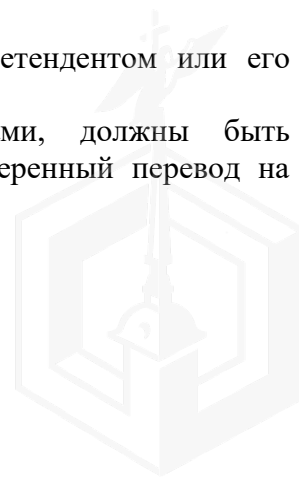 етендентом или его
ми, должны быть
еренный перевод на